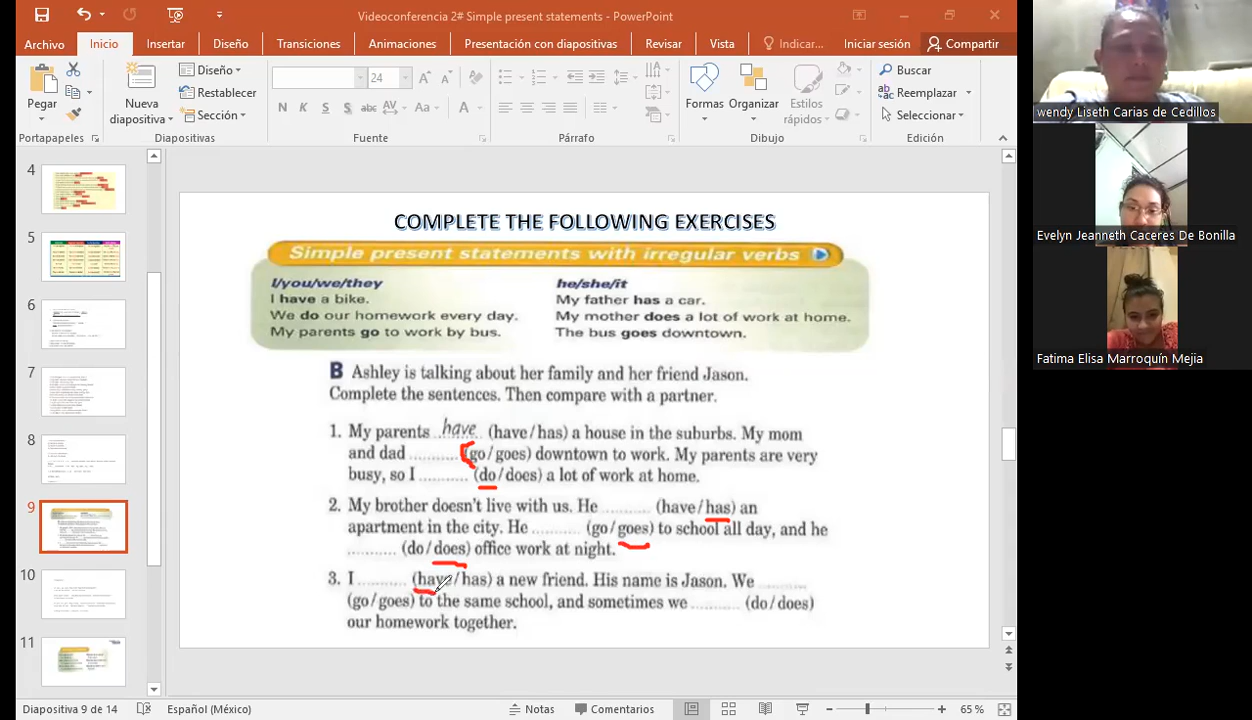 Videoconferencia 2# Simple present statements - PowerPoint
Archivo Inicio Insertar Diseño Transiciones Animaciones Presentación con diapositivas Revisar Vista Indicar... Iniciar sesión Compartir
Pegar
Nueva diapositiva
Diseño
Restablecer
Sección
24
N K S S abc AV Aa A
Formas
Organizar
Estilos rápidos
Buscar
Reemplazar
Seleccionar
Portapapeles Diapositivas Fuente Párrafo Dibujo Edición
4
5
6
7
8
9
10
11
COMPLETE THE FOLLOWING EXERCISES
Simple present statements with irregular verbs
I/you/we/they
I have a bike.
We do our homework every day.
My parents go to work by bus.
he/she/it
My father has a car.
My mother does a lot of work at home.
The bus goes downtown.
B Ashley is talking about her family and her friend Jason.
Complete the sentences. Then compare with a partner.
1. My parents have (have/has) a house in the suburbs. My mom
and dad .......... (go/goes) downtown to work. My parents are very
busy, so I .......... (do/does) a lot of work at home.
2. My brother doesn't live with us. He .......... (have/has) an
apartment in the city. He .......... (go/goes) to school all day, and he
.......... (do/does) office work at night.
3. I .......... (have/has) a new friend. His name is Jason. We ..........
(go/goes) to the same school, and sometimes we .......... (do/does)
our homework together.
Diapositiva 9 de 14 Español (México) Notas Comentarios 65 %
wendy Liseth Carias de Cedillos
Evelyn Jeanneth Caceres De Bonilla
Fatima Elisa Marroquín Mejia